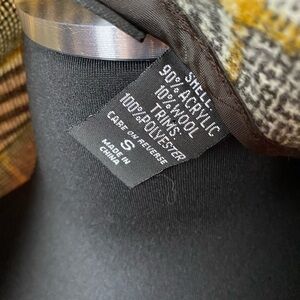 SHELL:
90% ACRYLIC
10% WOOL
TRIMS:
100% POLYESTER
CARE ON REVERSE
S
MADE IN
CHINA